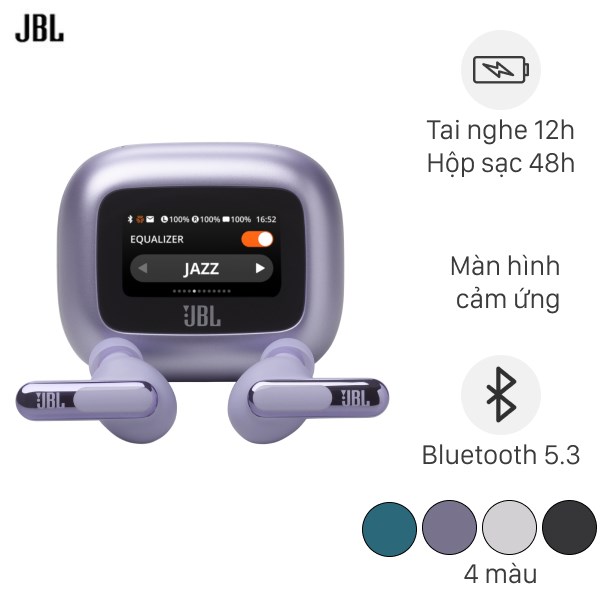 JBL
Tai nghe 12h
Hộp sạc 48h
100% 100% 100% 16:52
EQUALIZER
JAZZ
JBL
Màn hình
cảm ứng
JBL
JBL
Bluetooth 5.3
4 màu